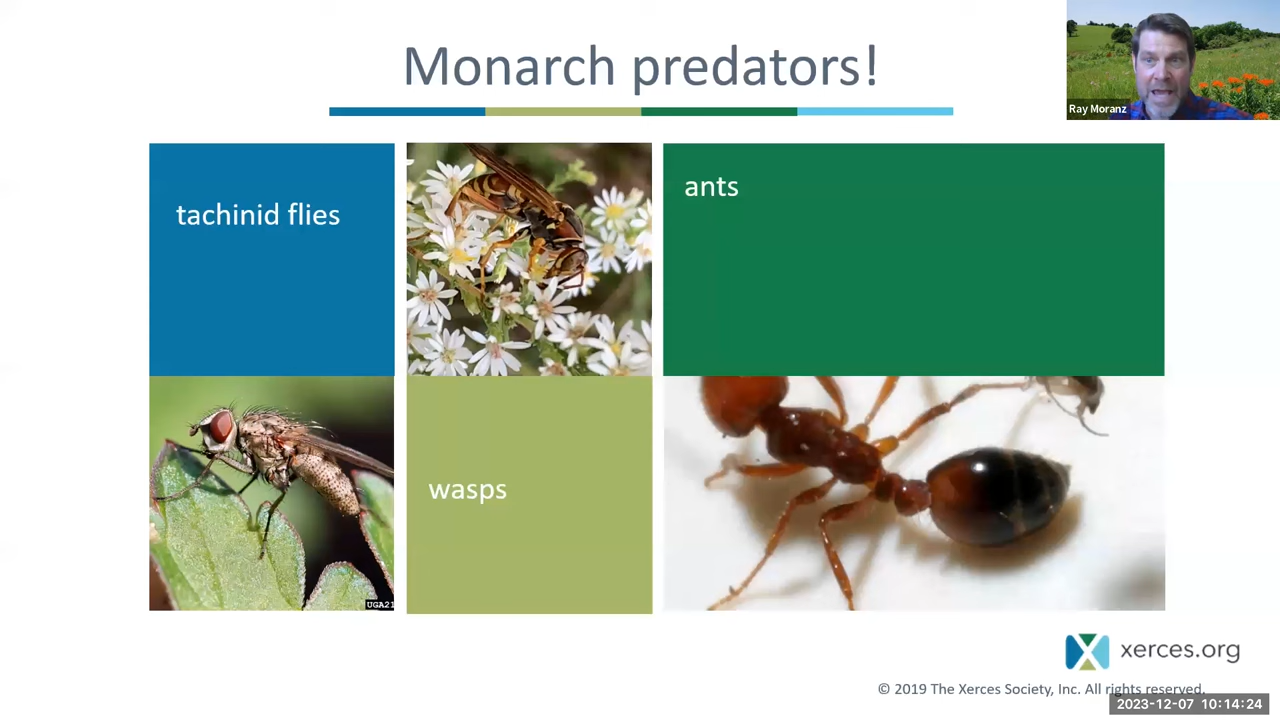 Monarch predators!
Ray Moranz
tachinid flies
ants
wasps
UGA21
xerces.org
© 2019 The Xerces Society, Inc. All rights reserved.
2023-12-07 10:14:24